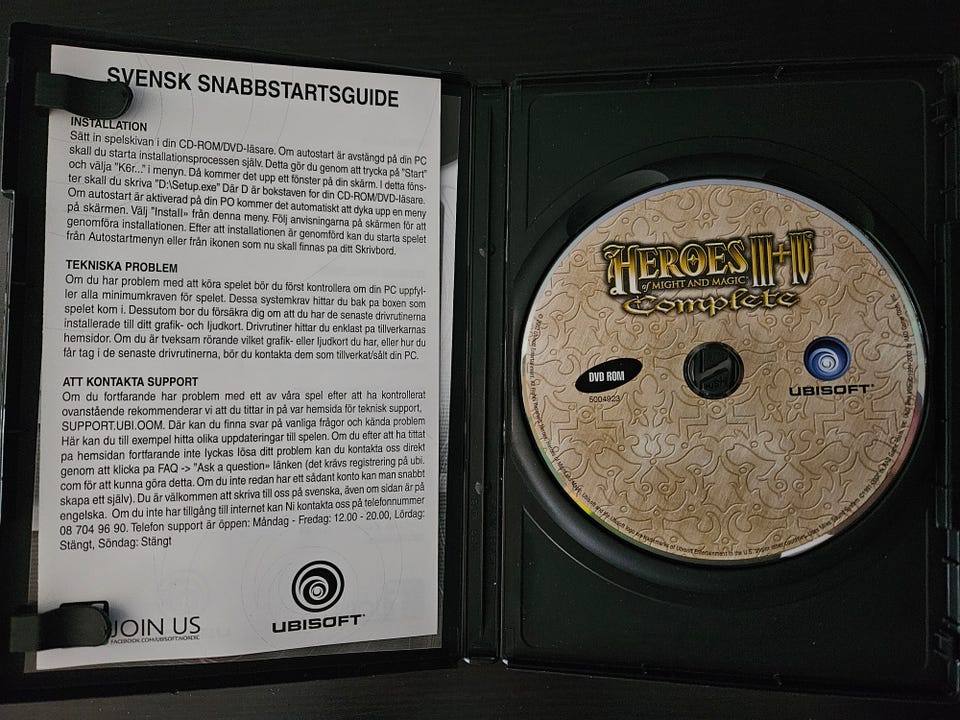 SVENSK SNABBSTARTSGUIDE
INSTALLATION
Sätt in spelskivan i din CD-ROM/DVD-läsare. Om autostart är avstängd på din PC
skall du starta installationsprocessen själv. Detta gör du genom att trycka på "Start"
och välja "K6r..." i menyn. Då kommer det upp ett fönster på din skärm. I detta föns-
ter skall du skriva "D:\Setup.exe" Där D är bokstaven for din CD-ROM/DVD-läsare.
Om autostart är aktiverad på din PO kommer det automatiskt att dyka upp en meny
på skärmen. Välj "Install» från denna meny. Följ anvisningarna på skärmen för att
genomföra installationen. Efter att installationen är genomförd kan du starta spelet
från Autostartmenyn eller från ikonen som nu skall finnas pa ditt Skrivbord.
TEKNISKA PROBLEM
Om du har problem med att köra spelet bör du först kontrollera om din PC uppfyl-
ler alla minimumkraven för spelet. Dessa systemkrav hittar du bak pa boxen som
spelet kom i. Dessutom bor du försäkra dig om att du har de senaste drivrutinerna
installerade till ditt grafik- och ljudkort. Drivrutiner hittar du enklast pa tillverkarnas
hemsidor. Om du är tveksam rörande vilket grafik- eller ljudkort du har, eller hur du
får tag i de senaste drivrutinerna, bör du kontakta dem som tillverkat/sålt din PC.
ATT KONTAKTA SUPPORT
Om du fortfarande har problem med ett av våra spel efter att ha kontrollerat
ovanstående rekommenderar vi att du tittar in på var hemsida för teknisk support,
SUPPORT.UBI.OOM. Där kan du finna svar på vanliga frågor och kända problem
Här kan du till exempel hitta olika uppdateringar till spelen. Om du efter att ha tittat
pa hemsidan fortfarande inte lyckas lösa ditt problem kan du kontakta oss direkt
genom att klicka pa FAQ -> "Ask a question» länken (det krävs registrering på ubi.
com för att kunna göra detta. Om du inte redan har ett sådant konto kan man snabbt
skapa ett själv). Du är välkommen att skriva till oss på svenska, även om sidan är på
engelska. Om du inte har tillgång till internet kan Ni kontakta oss på telefonnummer
08 704 96 90. Telefon support är öppen: Måndag - Fredag: 12.00 - 20.00, Lördag:
Stängt, Söndag: Stängt
JOIN US
FACEBOOK.COM/UBISOFT.NORDIC
UBISOFT
HEROES III+IV
of MIGHT AND MAGIC
Complete
DVD ROM
5004923
UBISOFT